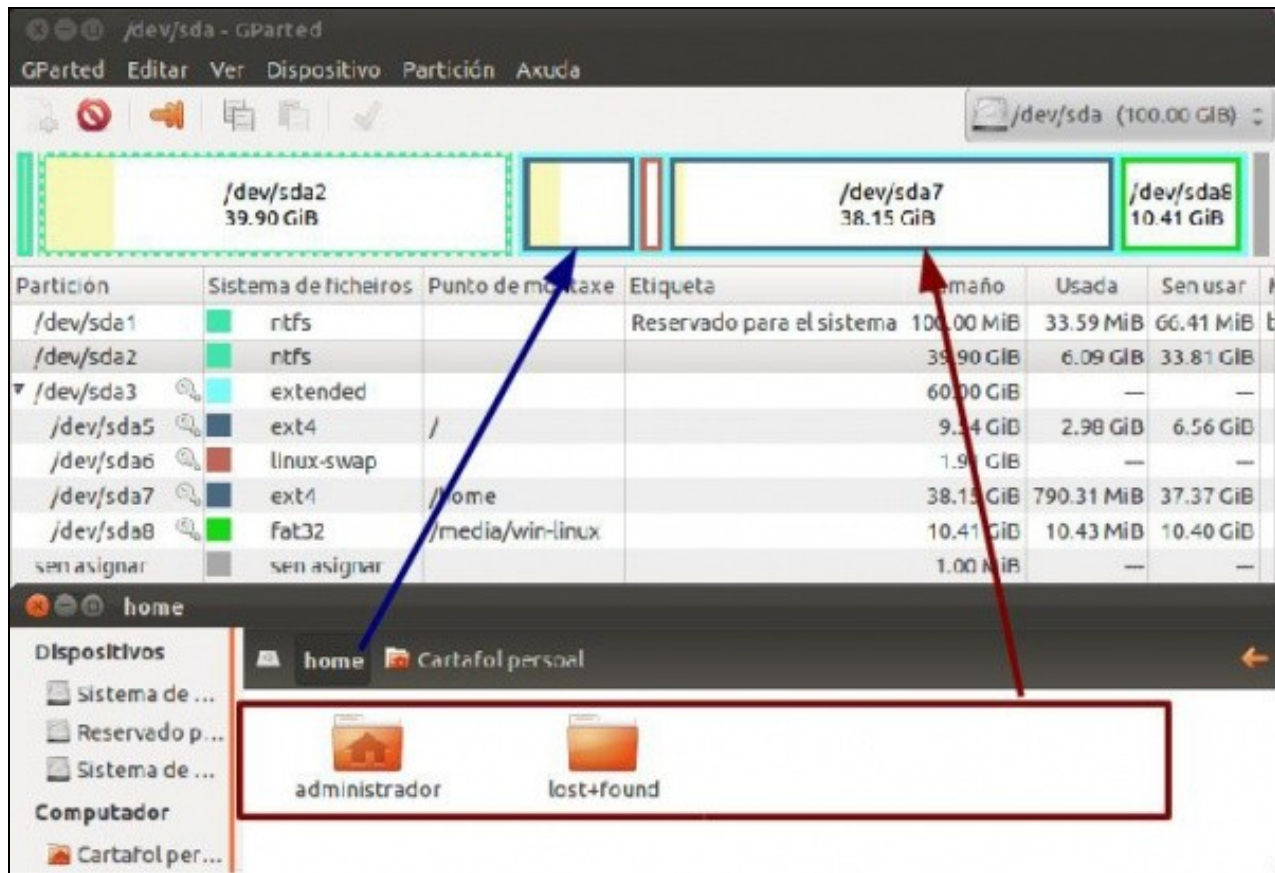 /dev/sda - GParted
GParted Editar Ver Dispositivo Partición Axuda
/dev/sda (100.00 GiB)
/dev/sda2
39.90 GiB
/dev/sda7
38.15 GiB
/dev/sda8
10.41 GiB
Partición Sistema de ficheiros Punto de montaxe Etiqueta Tamaño Usada Sen usar
/dev/sda1 ntfs Reservado para el sistema 100.00 MiB 33.59 MiB 66.41 MiB
/dev/sda2 ntfs 39.90 GiB 6.09 GiB 33.81 GiB
/dev/sda3 extended 60.00 GiB — —
/dev/sda5 ext4 / 9.54 GiB 2.98 GiB 6.56 GiB
/dev/sda6 linux-swap 1.91 GiB — —
/dev/sda7 ext4 /home 38.15 GiB 790.31 MiB 37.37 GiB
/dev/sda8 fat32 /media/win-linux 10.41 GiB 10.43 MiB 10.40 GiB
sen asignar sen asignar 1.00 MiB — —
home
Dispositivos
home Cartafol persoal
Sistema de ...
Reservado p...
Sistema de ...
administrador lost+found
Computador
Cartafol per...